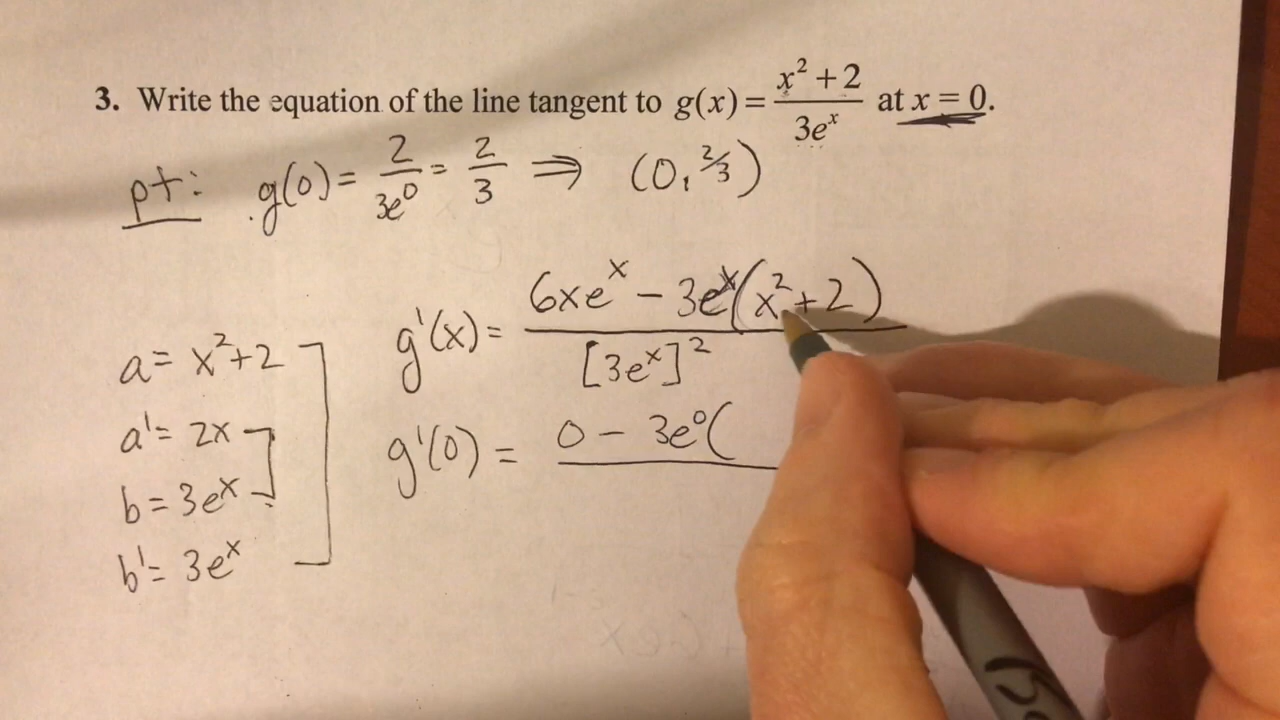 3. Write the equation of the line tangent to g(x) = (x² + 2)/(3eˣ) at x = 0.
pt: g(0) = 2/(3e⁰) = 2/3 ⇒ (0, 2/3)
g'(x) = (6xeˣ − 3eˣ(x² + 2))/[3eˣ]²
a = x² + 2
a' = 2x
g'(0) = 0 − 3e⁰(
b = 3eˣ
b' = 3eˣ